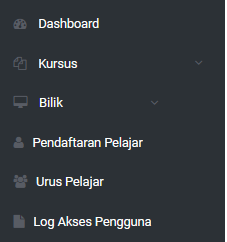 Dashboard
Kursus
Bilik
Pendaftaran Pelajar
Urus Pelajar
Log Akses Pengguna